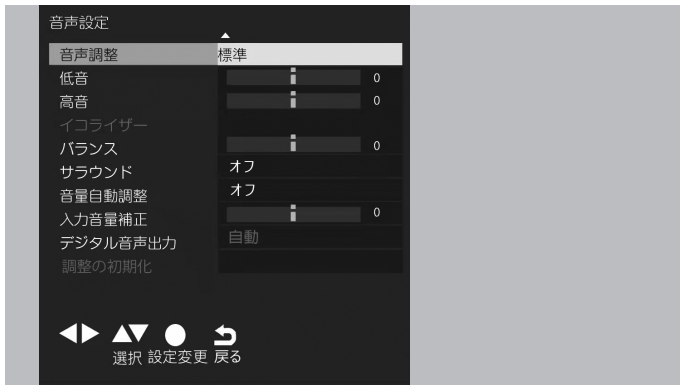 音声設定
音声調整 標準
低音 0
高音 0
イコライザー
バランス 0
サラウンド オフ
音量自動調整 オフ
入力音量補正 0
デジタル音声出力 自動
調整の初期化
選択 設定変更 戻る